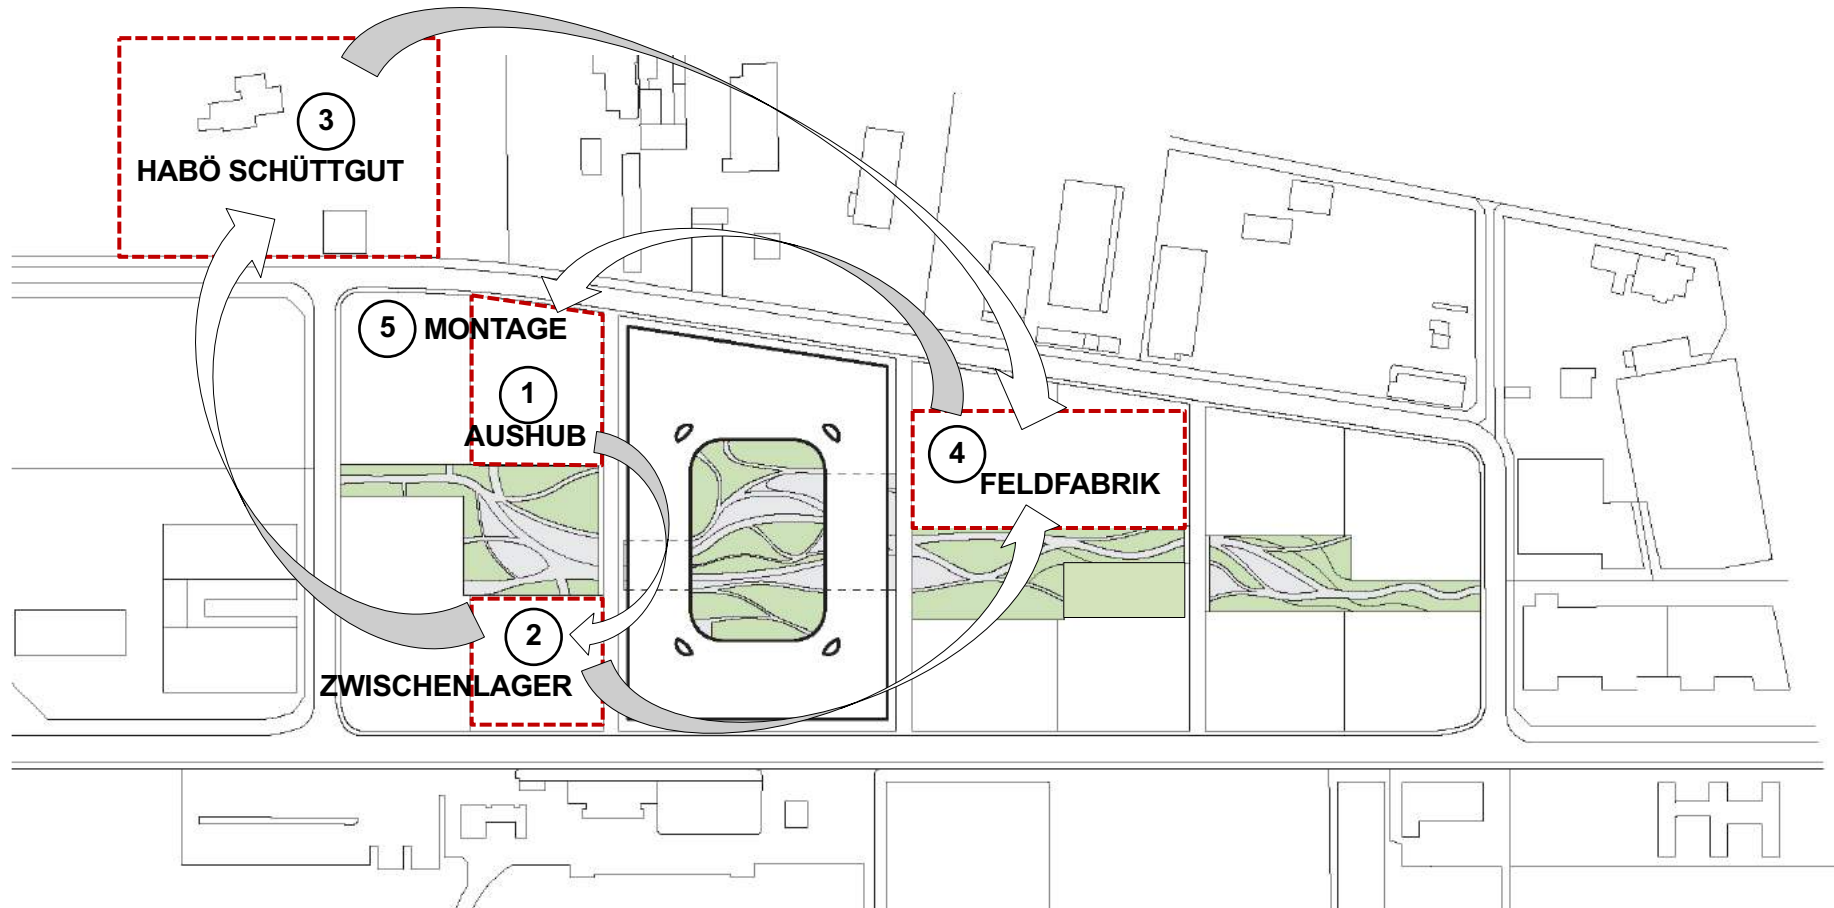 3
HABÖ SCHÜTTGUT
5 MONTAGE
1
AUSHUB
4
FELDFABRIK
2
ZWISCHENLAGER